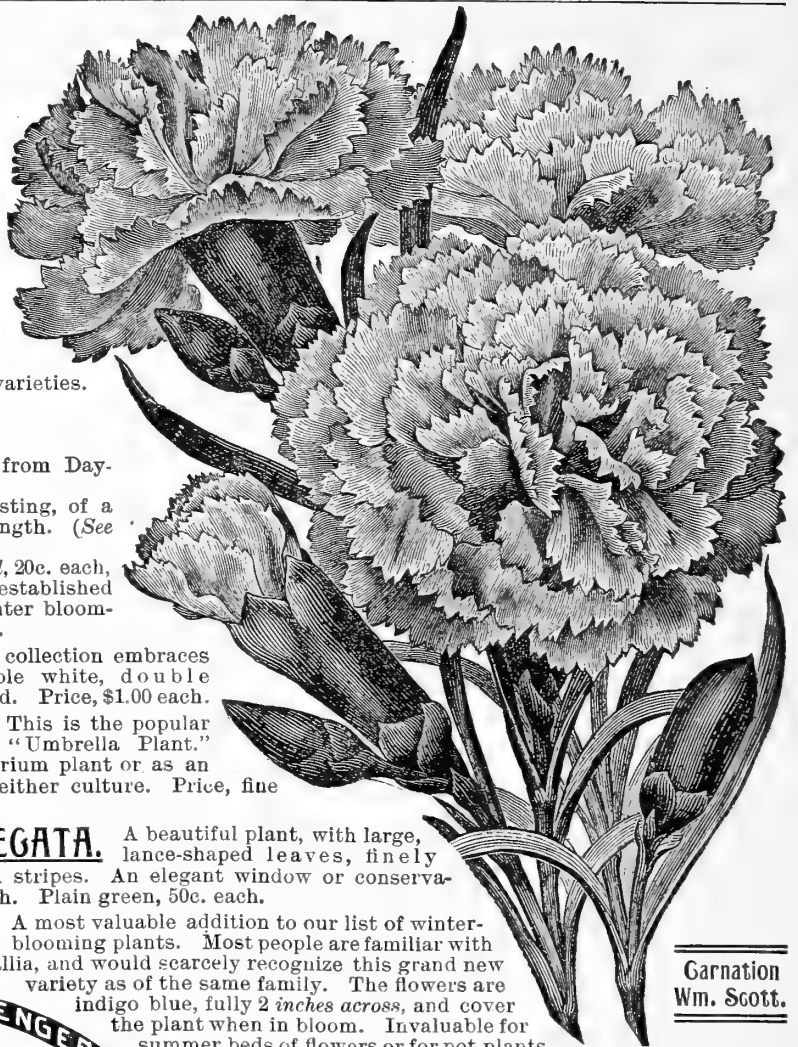 varieties.
from Day-
sting, of a
ngth. (See
, 20c. each,
established
nter bloom-
collection embraces
ble white, double
d. Price, $1.00 each.
This is the popular
"Umbrella Plant."
rium plant or as an
either culture. Price, fine
EGATA. A beautiful plant, with large,
lance-shaped leaves, finely
stripes. An elegant window or conserva-
h. Plain green, 50c. each.
A most valuable addition to our list of winter-
blooming plants. Most people are familiar with
llia, and would scarcely recognize this grand new
variety as of the same family. The flowers are
indigo blue, fully 2 inches across, and cover
the plant when in bloom. Invaluable for
summer beds of flowers or for pot plants
ENGE
Carnation
Wm. Scott.